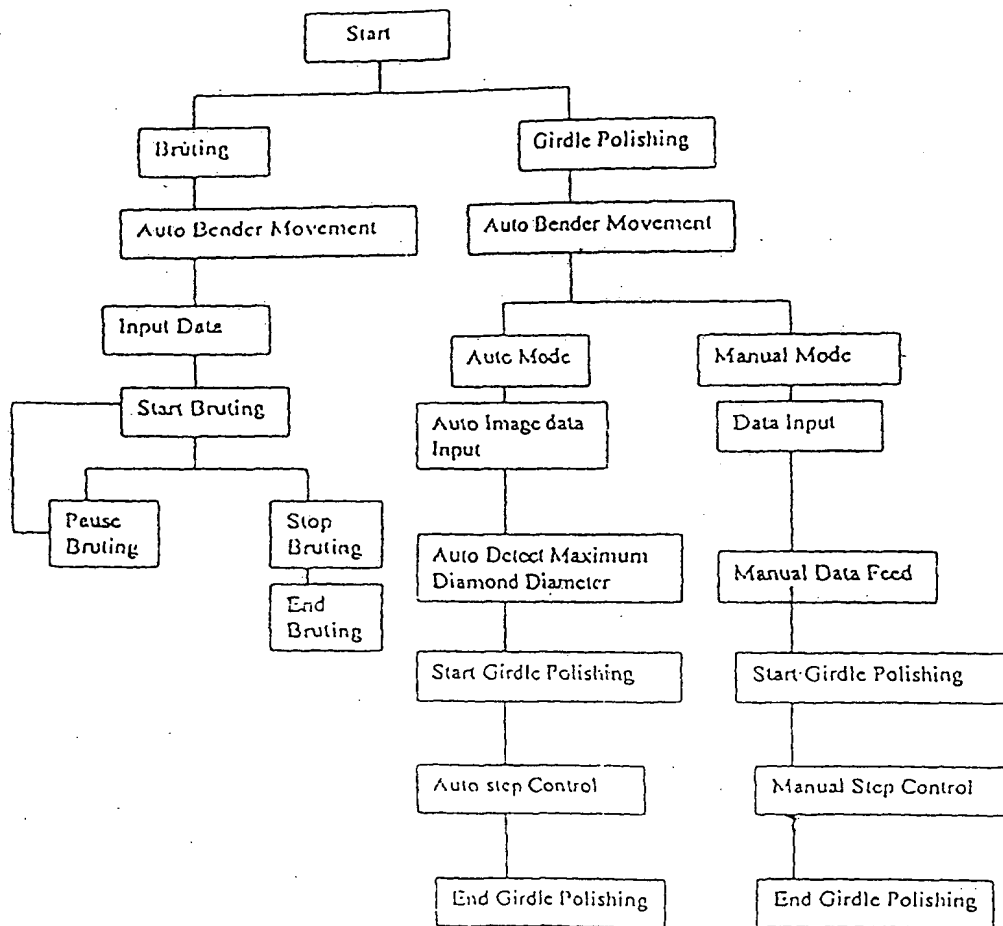 Start
Bruting
Girdle Polishing
Auto Bender Movement
Auto Bender Movement
Input Data
Auto Mode
Manual Mode
Start Bruting
Auto Image data
Input
Data Input
Pause
Bruting
Stop
Bruting
Auto Detect Maximum
Diamond Diameter
Manual Data Feed
End
Bruting
Start Girdle Polishing
Start Girdle Polishing
Auto step Control
Manual Step Control
End Girdle Polishing
End Girdle Polishing